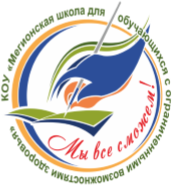 КОУ «Мегионская школа для обучающихся с ограниченными возможностями здоровья»
Мы все сможем!